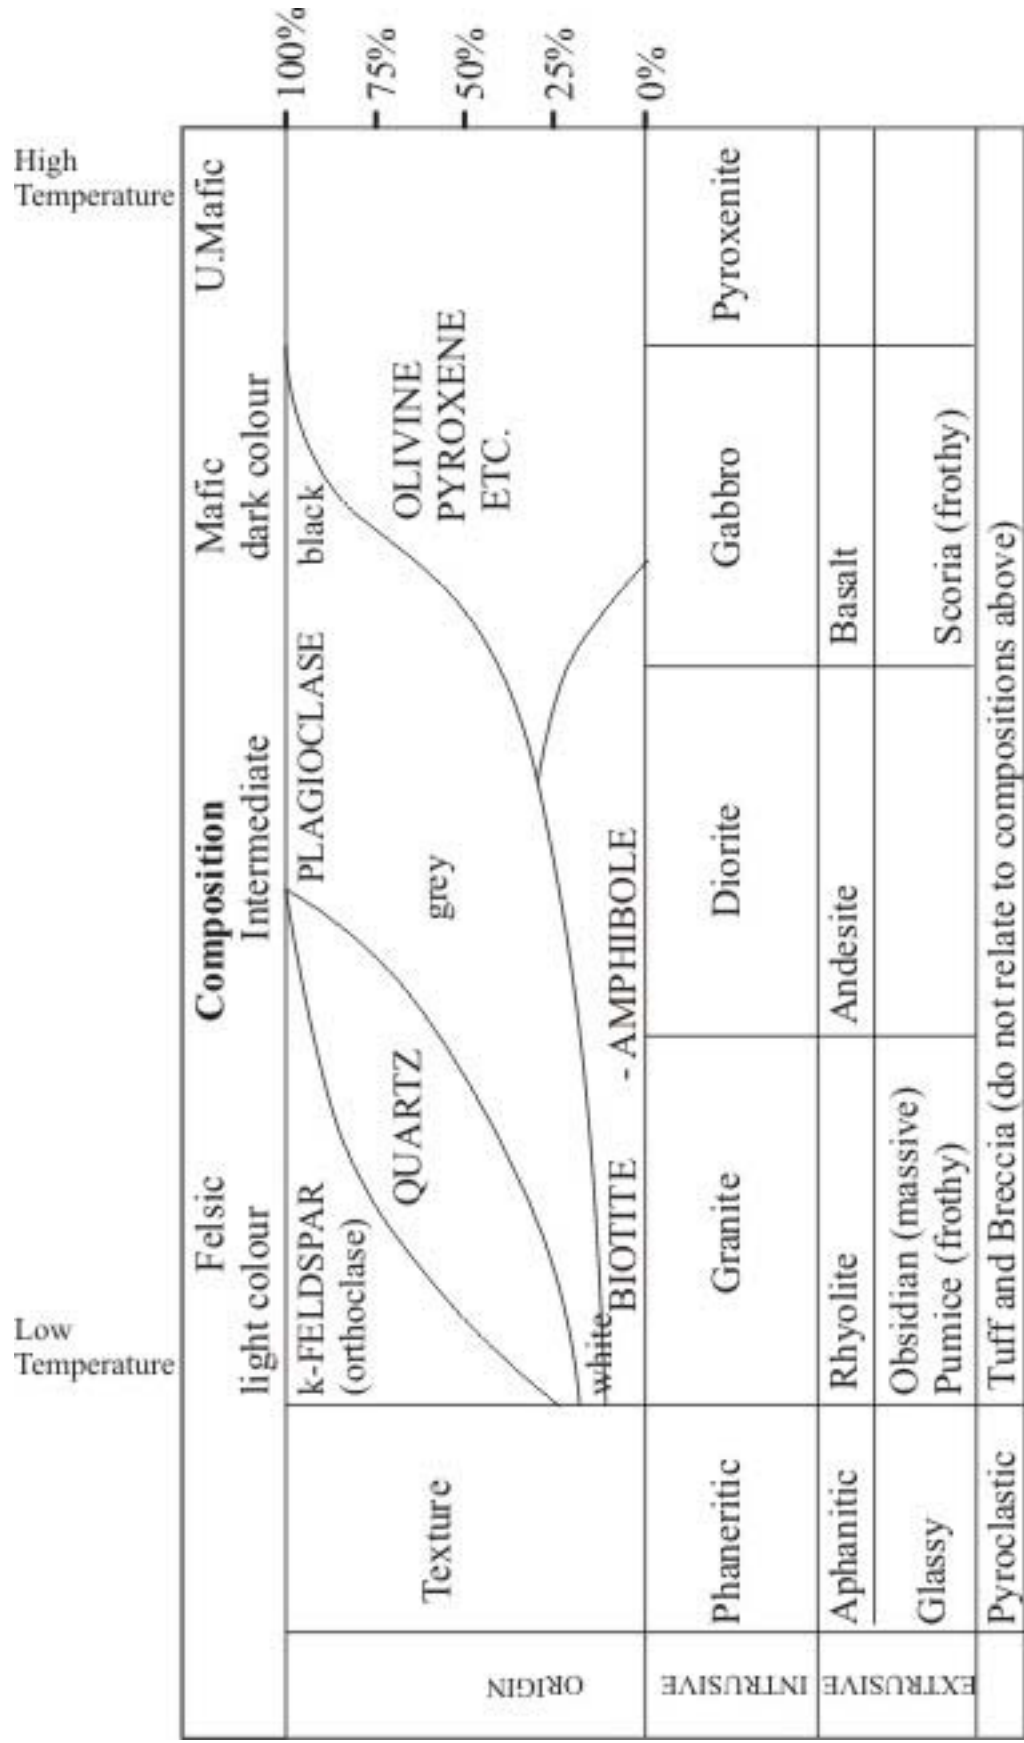 Low
Temperature
High
Temperature
Composition
Felsic
light colour
Intermediate
Mafic
dark colour
U.Mafic
Texture
k-FELDSPAR
(orthoclase)
PLAGIOCLASE
black
QUARTZ
grey
OLIVINE
PYROXENE
ETC.
white
BIOTITE - AMPHIBOLE
100%
75%
50%
25%
0%
ORIGIN
INTRUSIVE
Phaneritic
Granite
Diorite
Gabbro
Pyroxenite
EXTRUSIVE
Aphanitic
Rhyolite
Andesite
Basalt
Glassy
Obsidian (massive)
Pumice (frothy)
Scoria (frothy)
Pyroclastic
Tuff and Breccia (do not relate to compositions above)